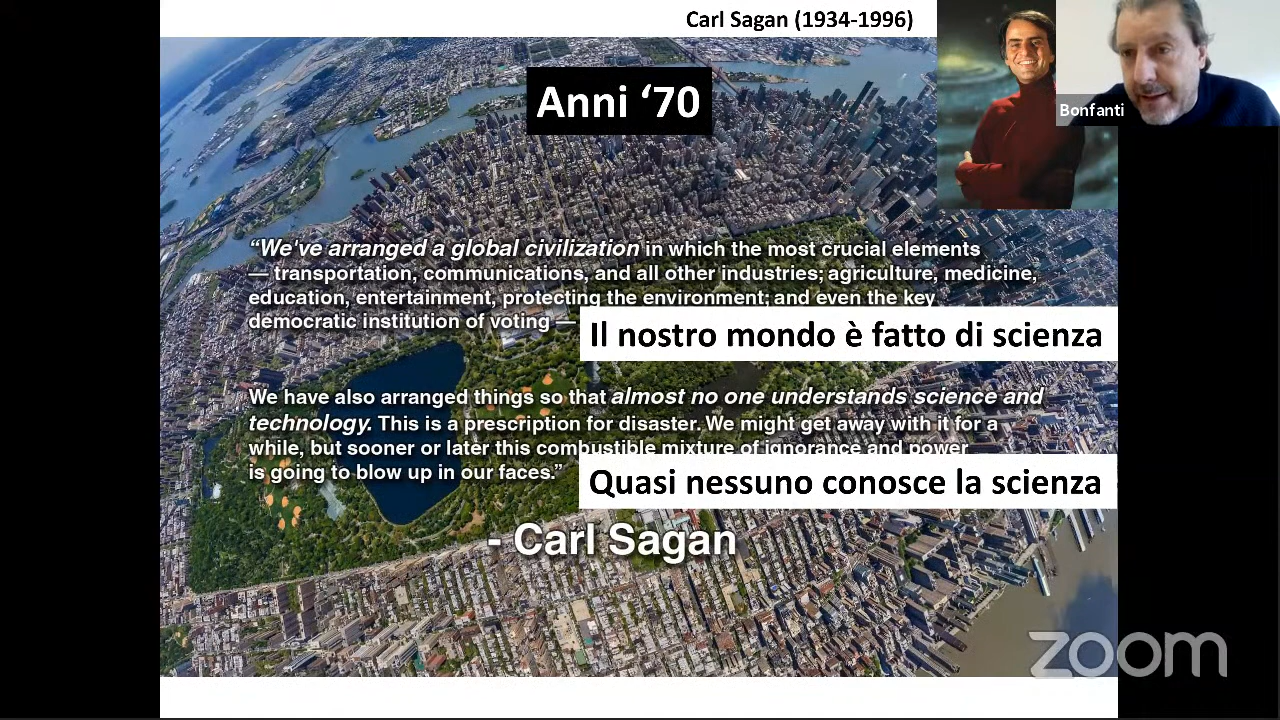 Carl Sagan (1934-1996)
Anni ‘70
Bonfanti
“We've arranged a global civilization in which the most crucial elements
— transportation, communications, and all other industries; agriculture, medicine,
education, entertainment, protecting the environment; and even the key
democratic institution of voting —
Il nostro mondo è fatto di scienza
We have also arranged things so that almost no one understands science and
technology. This is a prescription for disaster. We might get away with it for a
while, but sooner or later this combustible mixture of ignorance and power
is going to blow up in our faces.”
Quasi nessuno conosce la scienza
- Carl Sagan
zoom